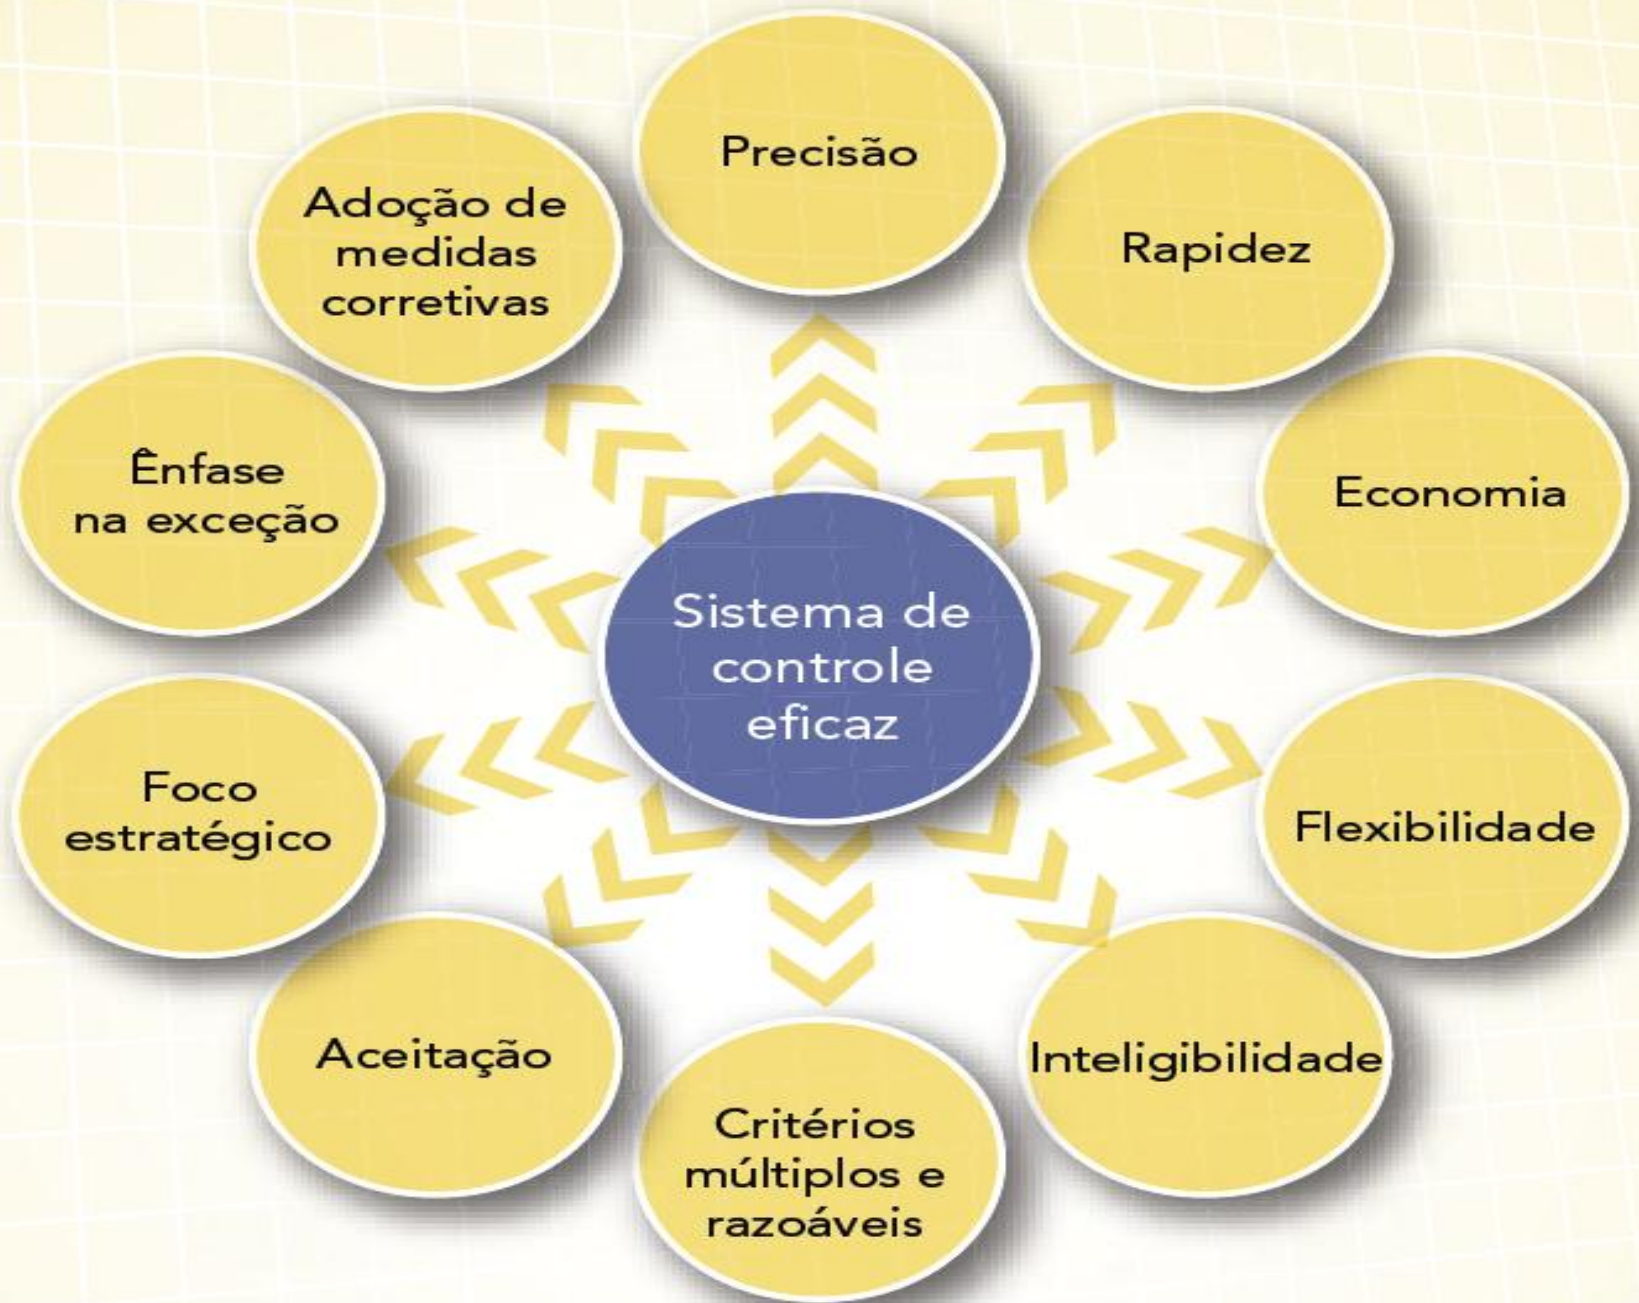 Precisão
Rapidez
Economia
Flexibilidade
Inteligibilidade
Critérios
múltiplos e
razoáveis
Aceitação
Foco
estratégico
Ênfase
na exceção
Adoção de
medidas
corretivas
Sistema de
controle
eficaz